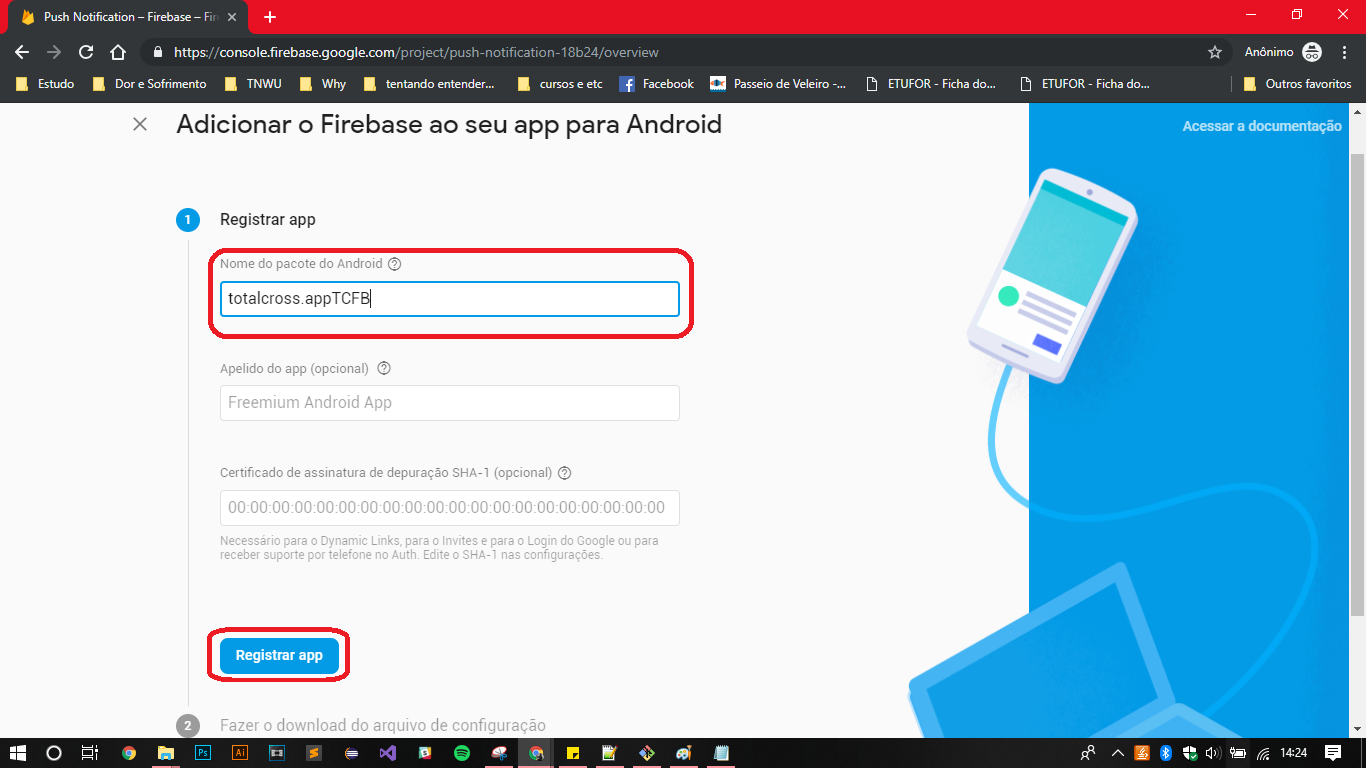 Push Notification – Firebase – Fir
https://console.firebase.google.com/project/push-notification-18b24/overview
Anônimo
Estudo
Dor e Sofrimento
TNWU
Why
tentando entender...
cursos e etc
Facebook
Passeio de Veleiro -...
ETUFOR - Ficha do...
ETUFOR - Ficha do...
Outros favoritos
Adicionar o Firebase ao seu app para Android
Acessar a documentação
1 Registrar app
Nome do pacote do Android
totalcross.appTCFB
Apelido do app (opcional)
Freemium Android App
Certificado de assinatura de depuração SHA-1 (opcional)
00:00:00:00:00:00:00:00:00:00:00:00:00:00:00:00:00:00:00:00
Necessário para o Dynamic Links, para o Invites e para o Login do Google ou para
receber suporte por telefone no Auth. Edite o SHA-1 nas configurações.
Registrar app
2 Fazer o download do arquivo de configuração
Ps
Ai
14:24